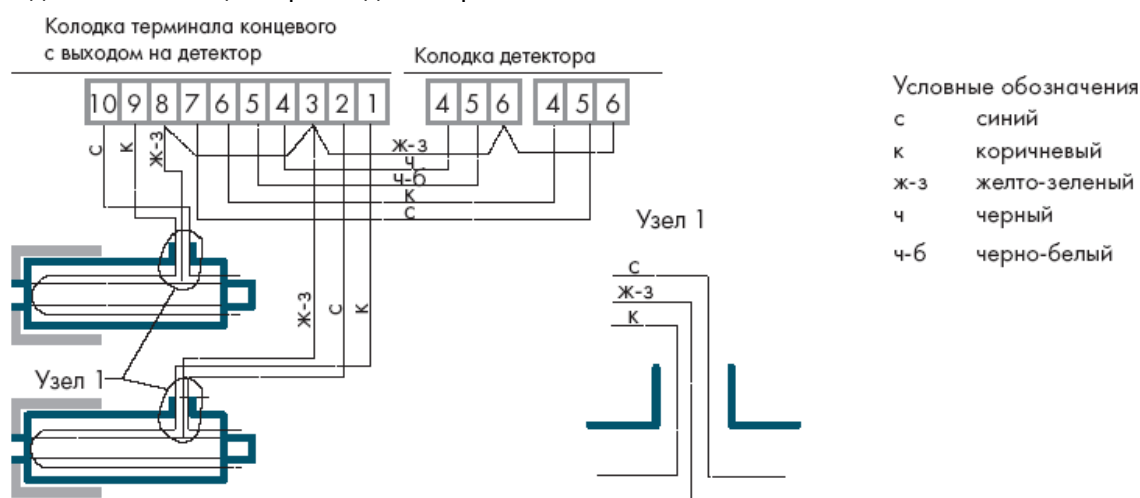 Колодка терминала концевого
с выходом на детектор
Колодка детектора
10 9 8 7 6 5 4 3 2 1
4 5 6
4 5 6
с
к
ж-з
ж-з
ч
ч-б
к
с
ж-з
с
к
Узел 1
Узел 1
с
ж-з
к
Условные обозначения
с синий
к коричневый
ж-з желто-зеленый
ч черный
ч-б черно-белый